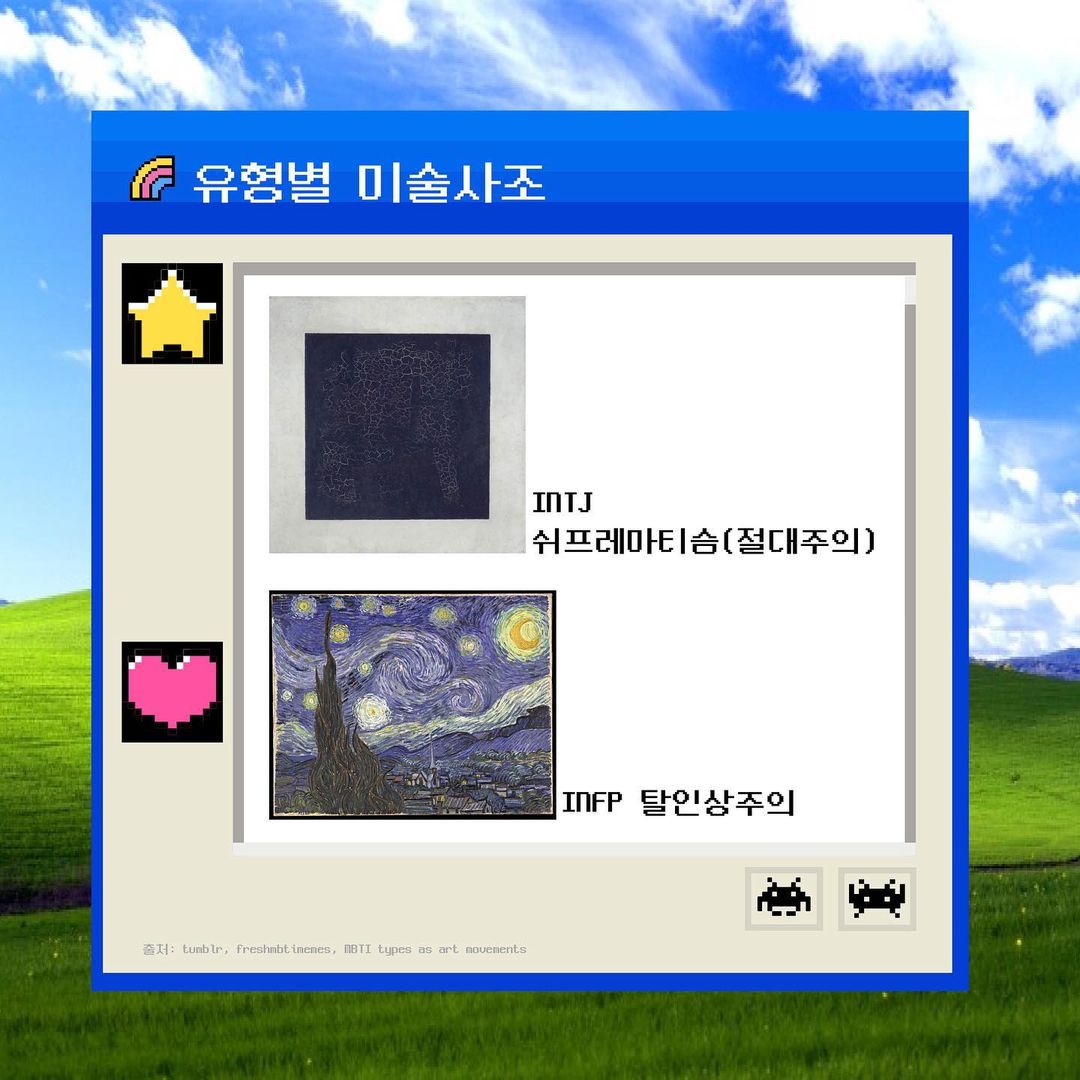 유형별 미술사조
INTJ
쉬프레마티슴(절대주의)
INFP 탈인상주의
출처: tumblr, freshmbtimemes, MBTI types as art movements